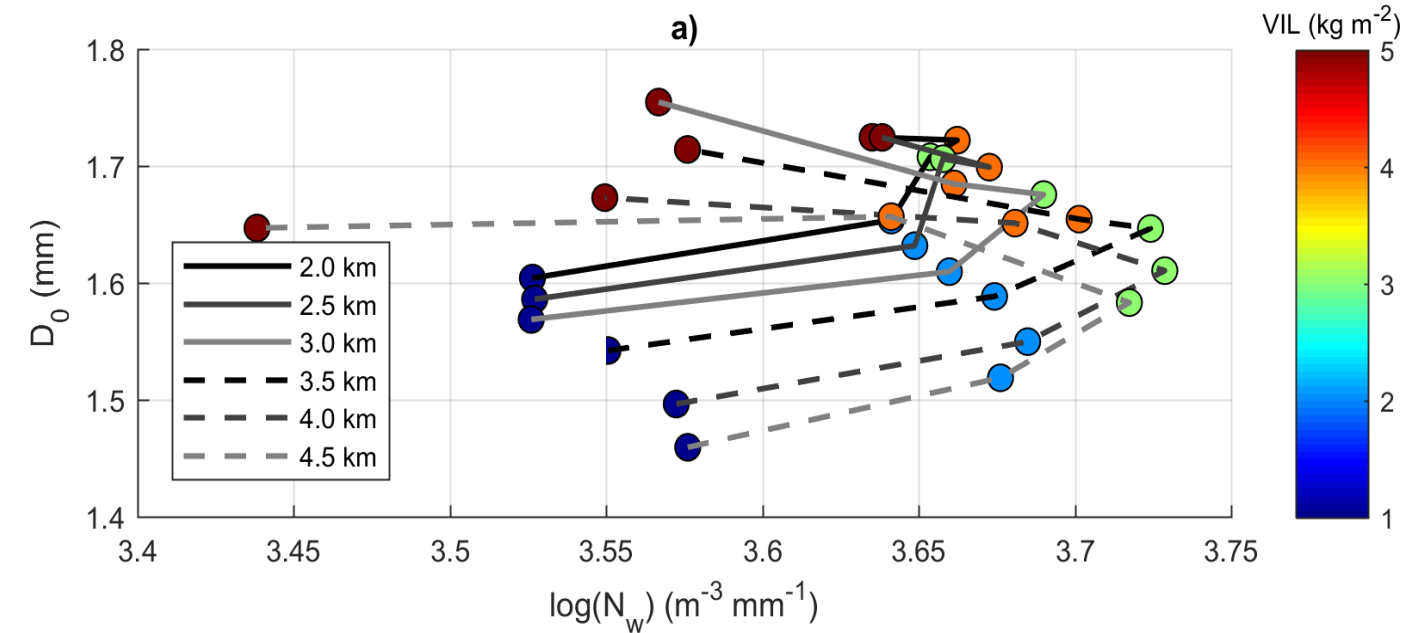 a)
VIL (kg m⁻²)
1.8
1.7
1.6
1.5
1.4
D₀ (mm)
2.0 km
2.5 km
3.0 km
3.5 km
4.0 km
4.5 km
5
4
3
2
1
3.4 3.45 3.5 3.55 3.6 3.65 3.7 3.75
log(N_w) (m⁻³ mm⁻¹)